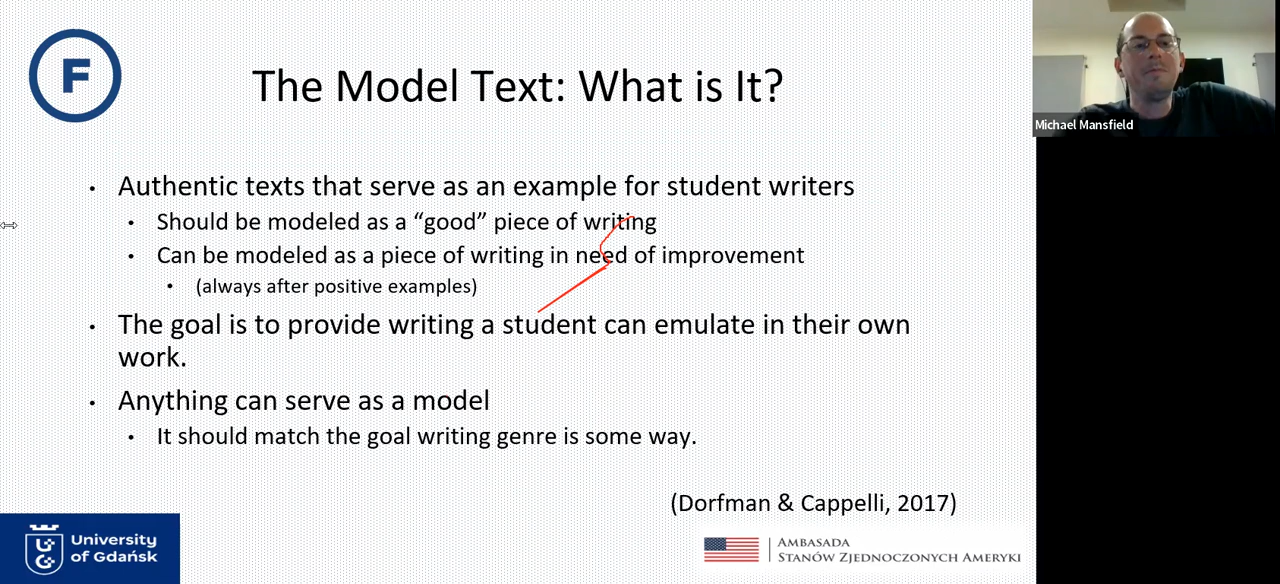 F
The Model Text: What is It?
Michael Mansfield
• Authentic texts that serve as an example for student writers
• Should be modeled as a “good” piece of writing
• Can be modeled as a piece of writing in need of improvement
• (always after positive examples)
• The goal is to provide writing a student can emulate in their own
work.
• Anything can serve as a model
• It should match the goal writing genre is some way.
(Dorfman & Cappelli, 2017)
University
of Gdańsk
UG
AMBASADA
STANÓW ZJEDNOCZONYCH AMERYKI